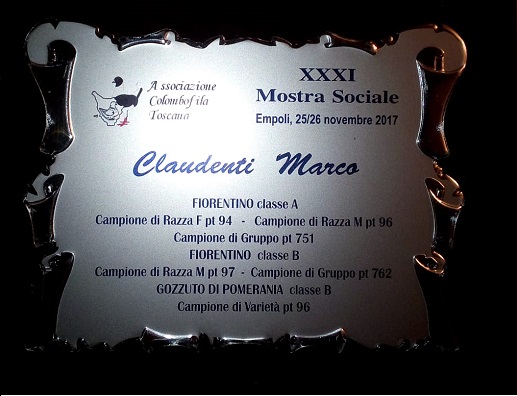 Associazione
Colombofila
Toscana
XXXI
Mostra Sociale
Empoli, 25/26 novembre 2017
Claudenti Marco
FIORENTINO classe A
Campione di Razza F pt 94 - Campione di Razza M pt 96
Campione di Gruppo pt 751
FIORENTINO classe B
Campione di Razza M pt 97 - Campione di Gruppo pt 762
GOZZUTO DI POMERANIA classe B
Campione di Varietà pt 96